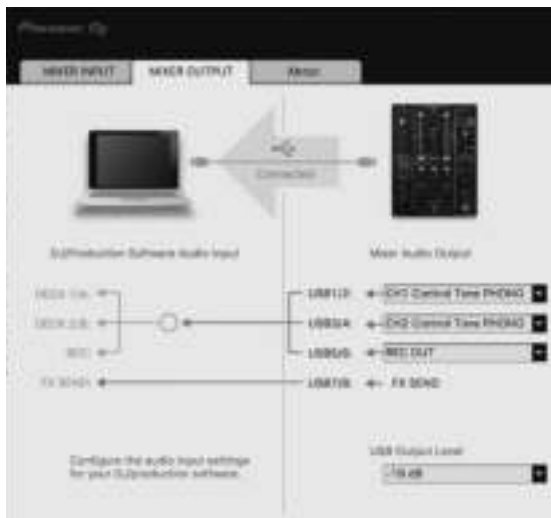 Pioneer Dj
MIXER INPUT
MIXER OUTPUT
About
Connected
DJ/Production Software Audio Input
Mixer Audio Output
DECK 1/A
USB1/2
CH1 Control Tone PHONO
DECK 2/B
USB3/4
CH2 Control Tone PHONO
REC
USB5/6
REC OUT
FX SEND
USB7/8
FX SEND
Configure the audio input settings
for your DJ/production software.
USB Output Level
dB